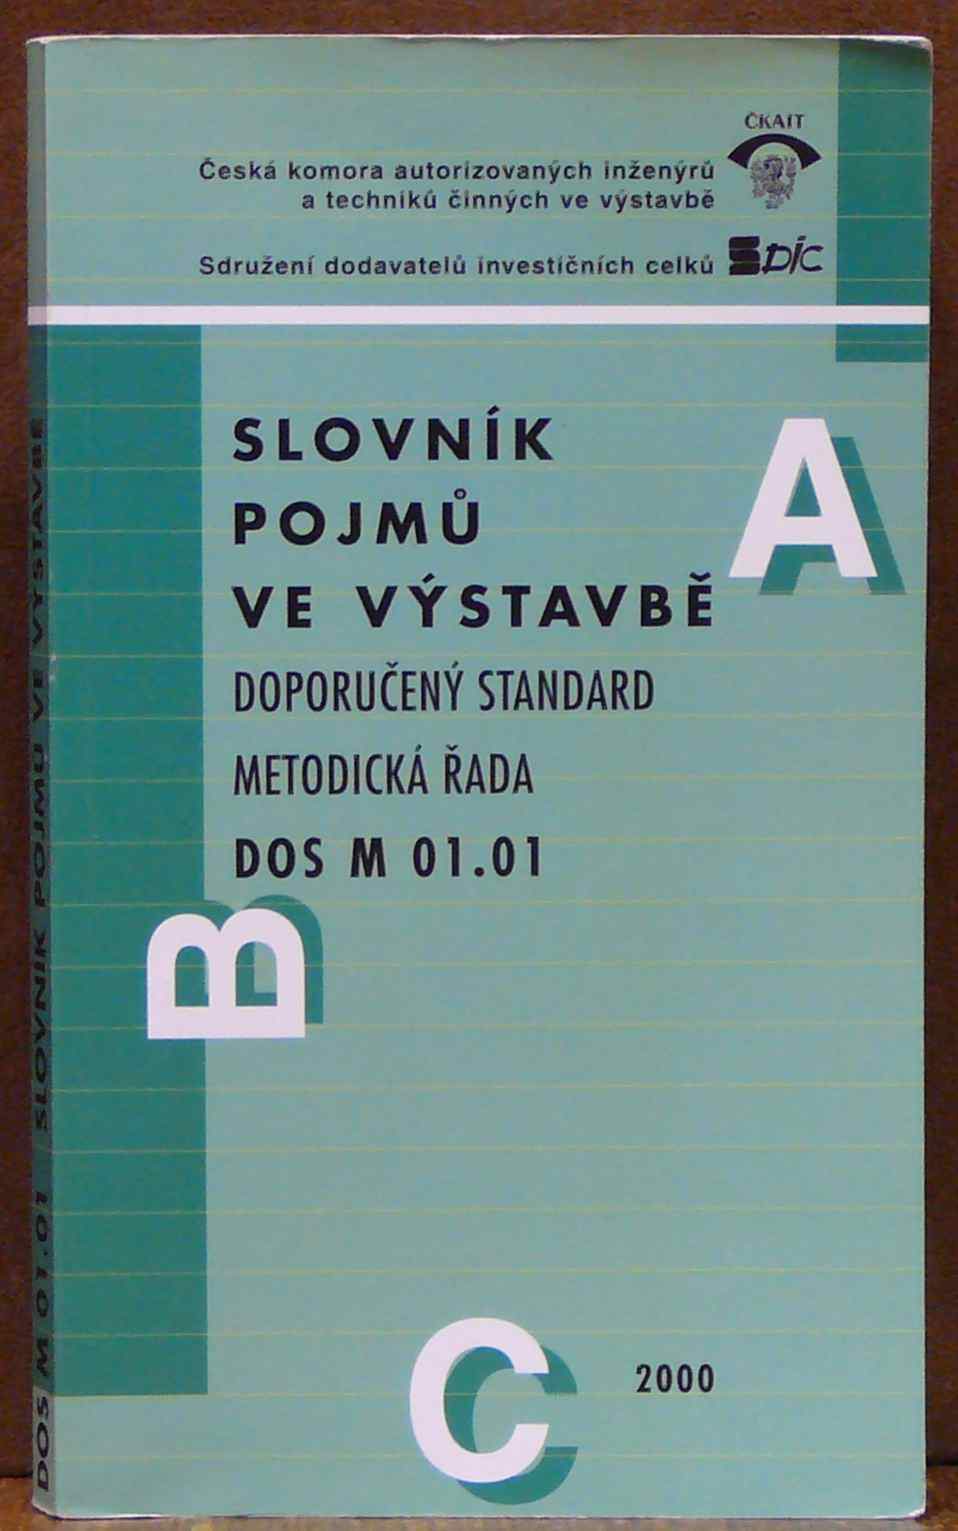 ČKAIT
Česká komora autorizovaných inženýrů
a techniků činných ve výstavbě
Sdružení dodavatelů investičních celků
SDIC
SLOVNÍK
POJMŮ
VE VÝSTAVBĚ
DOPORUČENÝ STANDARD
METODICKÁ ŘADA
DOS M 01.01
A
B
C
2000
DOS M 01.01 SLOVNÍK POJMŮ VE VÝSTAVBĚ